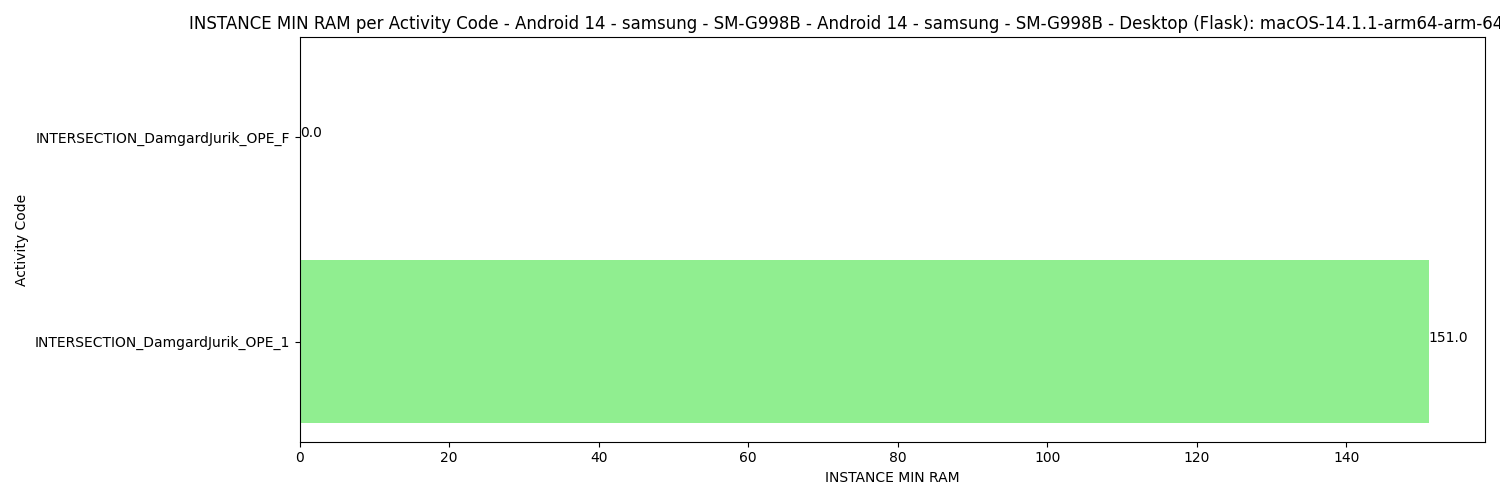 INSTANCE MIN RAM per Activity Code - Android 14 - samsung - SM-G998B - Android 14 - samsung - SM-G998B - Desktop (Flask): macOS-14.1.1-arm64-arm-64
INTERSECTION_DamgardJurik_OPE_F
0.0
Activity Code
INTERSECTION_DamgardJurik_OPE_1
151.0
0 20 40 60 80 100 120 140
INSTANCE MIN RAM